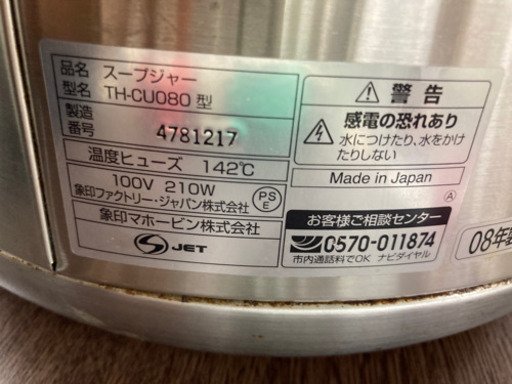 品名 スープジャー
型名 TH-CU080 型
製造
番号 4781217
温度ヒューズ 142℃
100V 210W
象印ファクトリー・ジャパン株式会社
PS
E
象印マホービン株式会社
S JET
警告
感電の恐れあり
水につけたり、水をかけ
たりしない
Made in Japan
A
お客様ご相談センター
0570-011874
市内通話料でOK ナビダイヤル
08年製